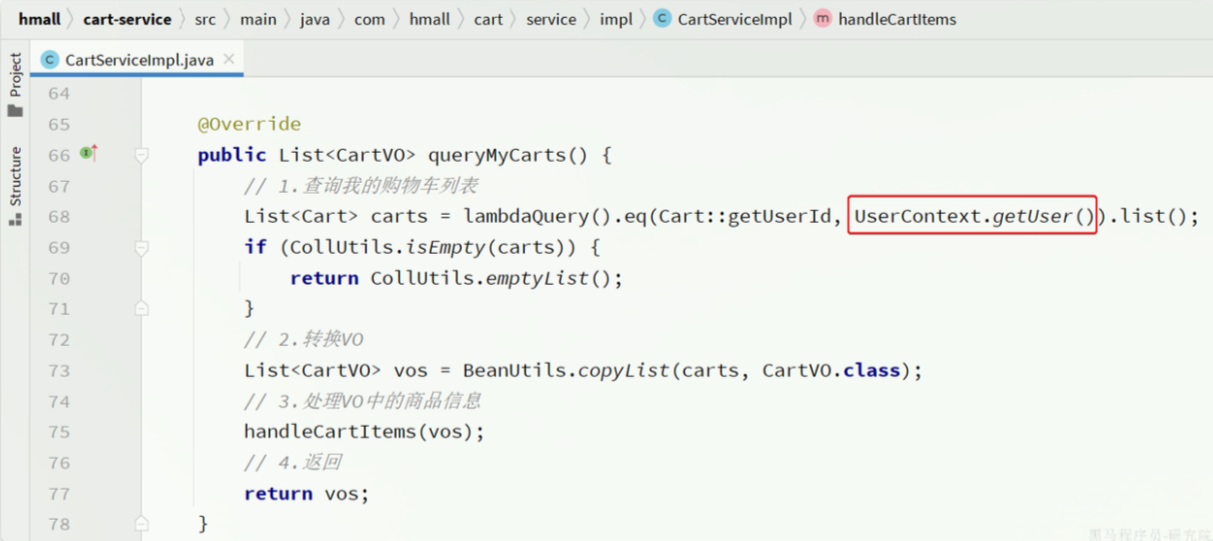 hmall 〉 cart-service 〉 src 〉 main 〉 java 〉 com 〉 hmall 〉 cart 〉 service 〉 impl 〉 C CartServiceImpl 〉 m handleCartItems
Project
Structure
C CartServiceImpl.java ×
64
65 @Override
66 public List<CartVO> queryMyCarts() {
67 // 1.查询我的购物车列表
68 List<Cart> carts = lambdaQuery().eq(Cart::getUserId, UserContext.getUser()).list();
69 if (CollUtils.isEmpty(carts)) {
70 return CollUtils.emptyList();
71 }
72 // 2.转换VO
73 List<CartVO> vos = BeanUtils.copyList(carts, CartVO.class);
74 // 3.处理VO中的商品信息
75 handleCartItems(vos);
76 // 4.返回
77 return vos;
78 }
黑马程序员-研究院